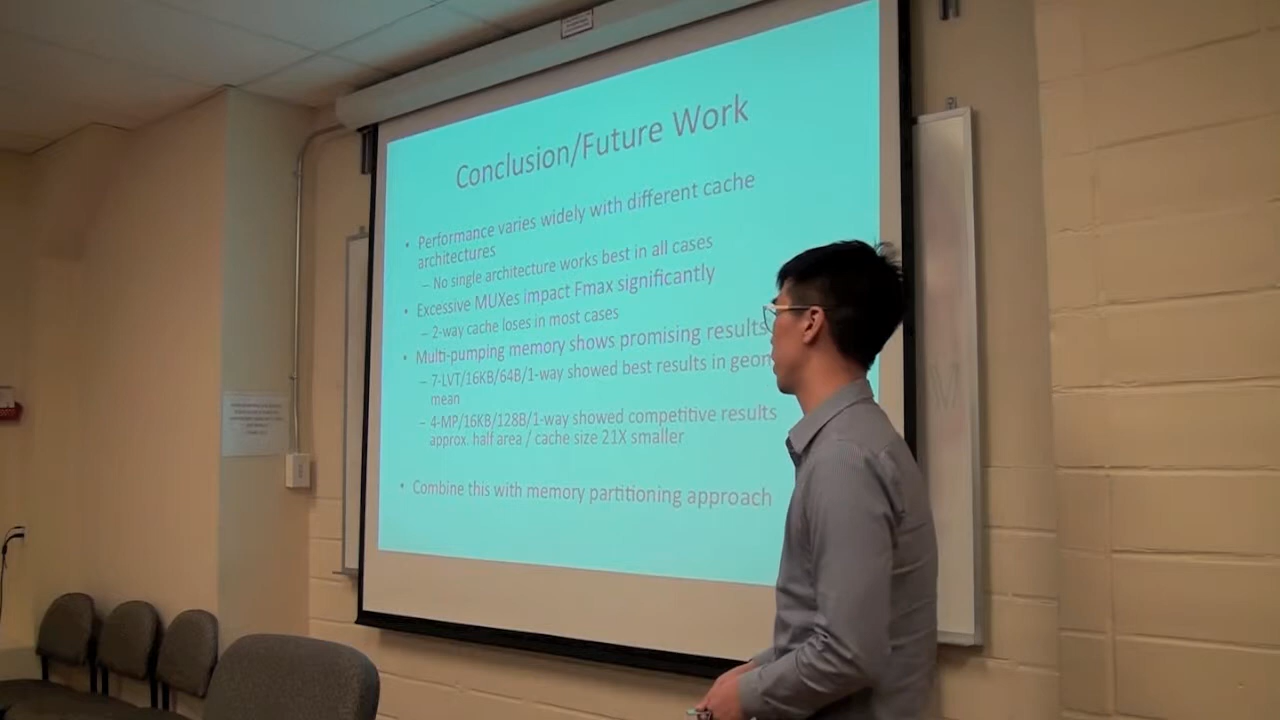 Conclusion/Future Work
• Performance varies widely with different cache
architectures
– No single architecture works best in all cases
• Excessive MUXes impact Fmax significantly
– 2-way cache loses in most cases
• Multi-pumping memory shows promising results
– 7-LVT/16KB/64B/1-way showed best results in geom
mean
– 4-MP/16KB/128B/1-way showed competitive results
approx. half area / cache size 21X smaller
• Combine this with memory partitioning approach